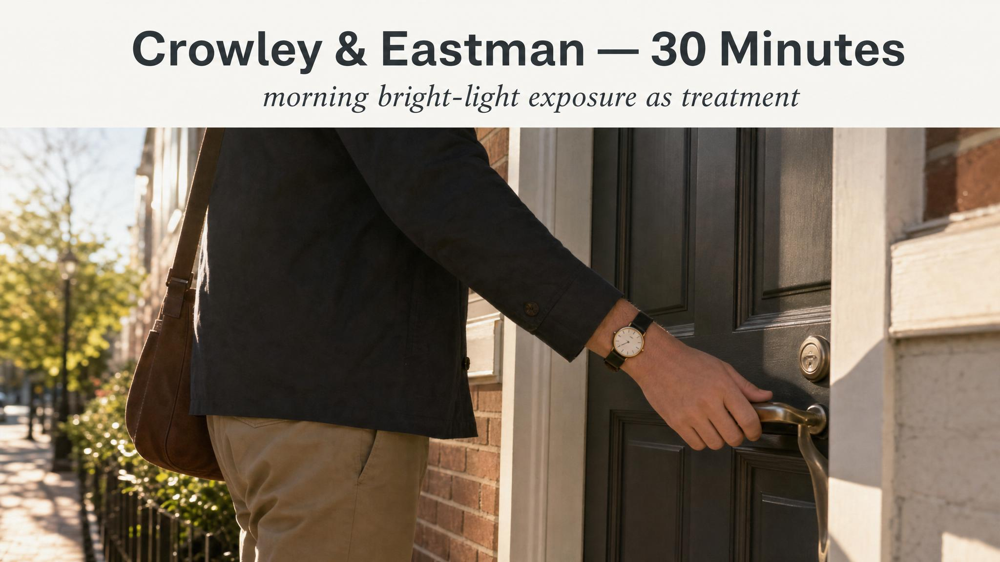 Crowley & Eastman — 30 Minutes
morning bright-light exposure as treatment